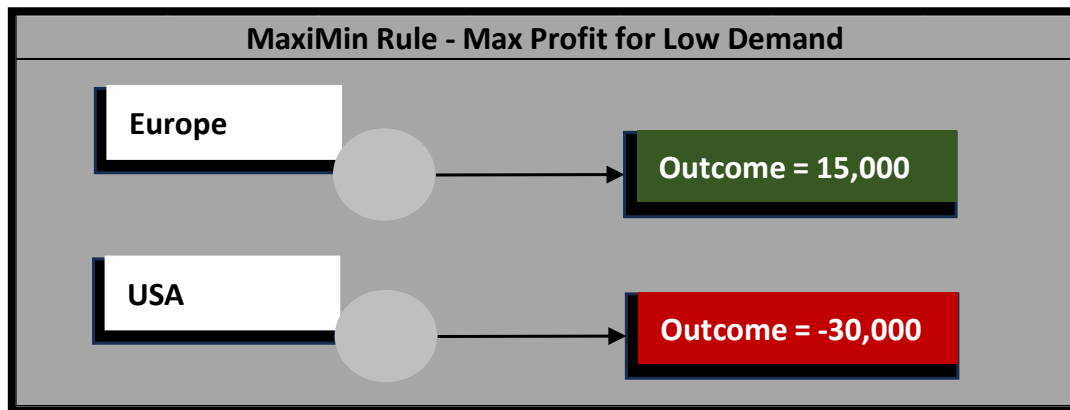 MaxiMin Rule - Max Profit for Low Demand
Europe
Outcome = 15,000
USA
Outcome = -30,000